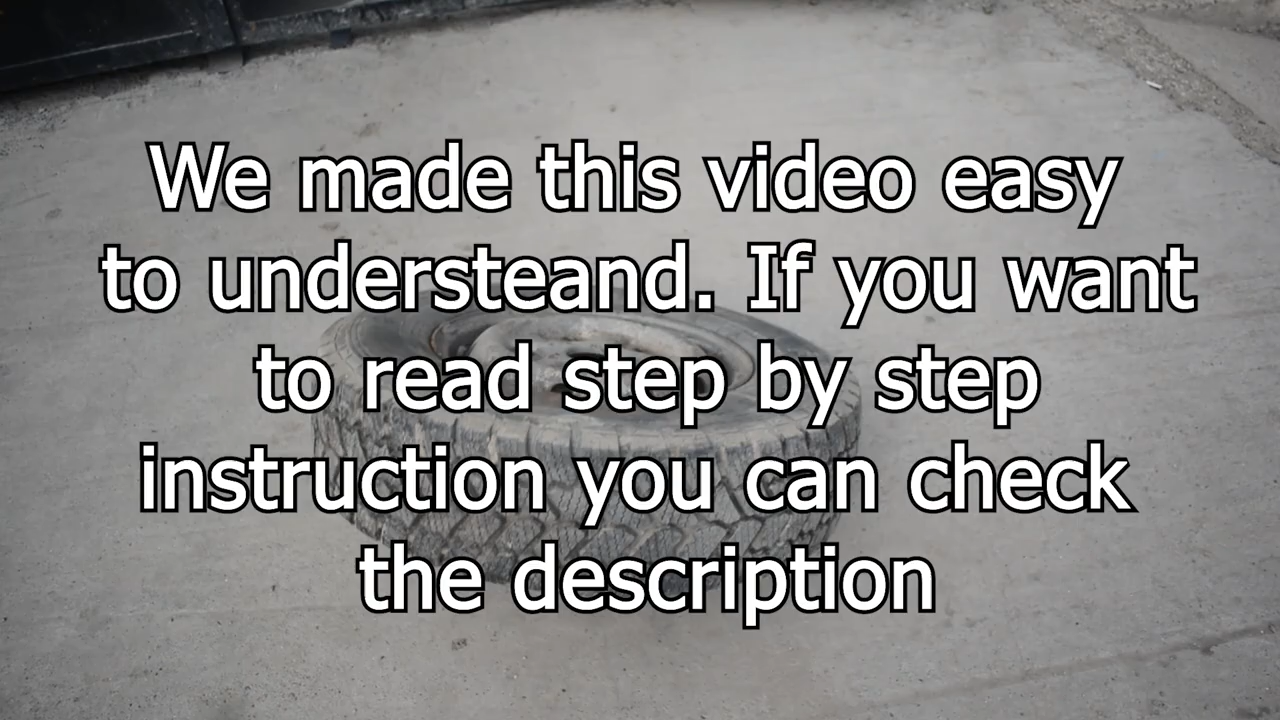 We made this video easy
to understeand. If you want
to read step by step
instruction you can check
the description